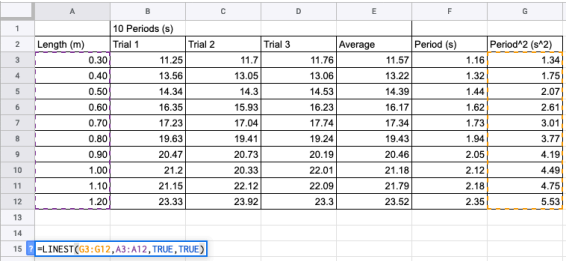 A B C D E F G
1 10 Periods (s)
2 Length (m) Trial 1 Trial 2 Trial 3 Average Period (s) Period^2 (s^2)
3 0.30 11.25 11.7 11.76 11.57 1.16 1.34
4 0.40 13.56 13.05 13.06 13.22 1.32 1.75
5 0.50 14.34 14.3 14.53 14.39 1.44 2.07
6 0.60 16.35 15.93 16.23 16.17 1.62 2.61
7 0.70 17.23 17.04 17.74 17.34 1.73 3.01
8 0.80 19.63 19.41 19.24 19.43 1.94 3.77
9 0.90 20.47 20.73 20.19 20.46 2.05 4.19
10 1.00 21.2 20.33 22.01 21.18 2.12 4.49
11 1.10 21.15 22.12 22.09 21.79 2.18 4.75
12 1.20 23.33 23.92 23.3 23.52 2.35 5.53
13
14
15 ? =LINEST(G3:G12,A3:A12,TRUE,TRUE)